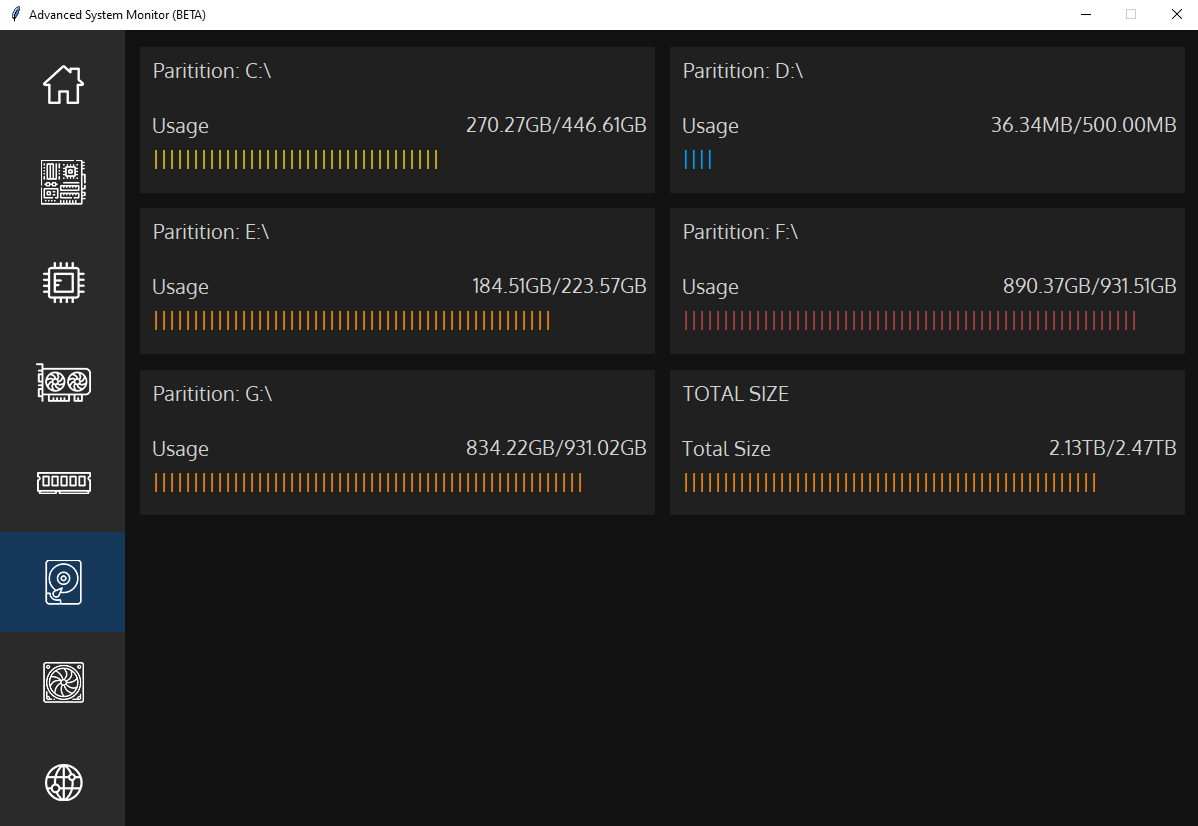 Advanced System Monitor (BETA)
Paritition: C:\
Usage 270.27GB/446.61GB
Paritition: D:\
Usage 36.34MB/500.00MB
Paritition: E:\
Usage 184.51GB/223.57GB
Paritition: F:\
Usage 890.37GB/931.51GB
Paritition: G:\
Usage 834.22GB/931.02GB
TOTAL SIZE
Total Size 2.13TB/2.47TB